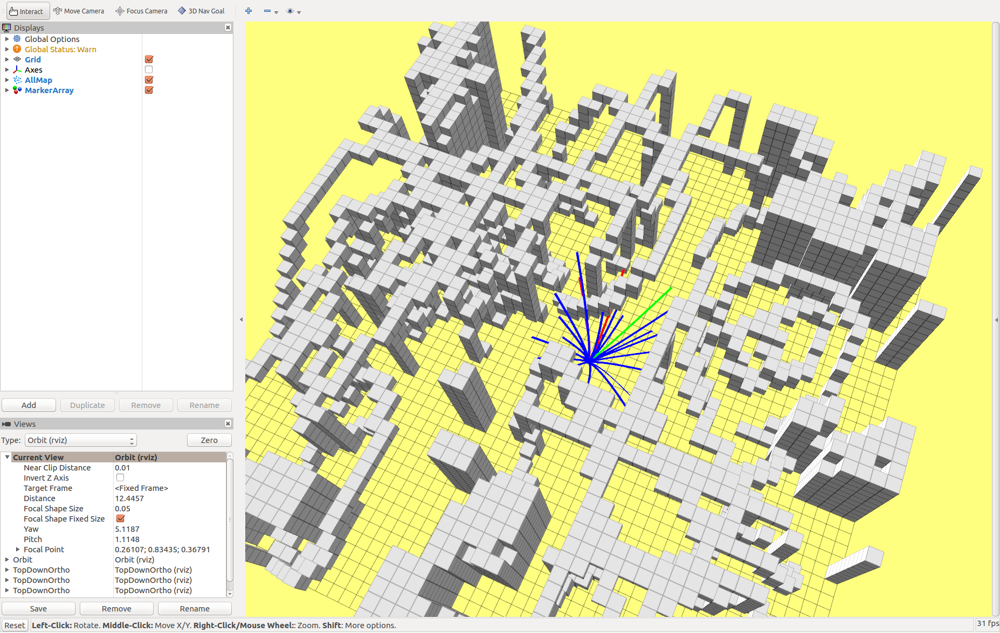 Interact Move Camera Focus Camera 3D Nav Goal
Displays
Global Options
Global Status: Warn
Grid
Axes
AllMap
MarkerArray
Add Duplicate Remove Rename
Views
Type: Orbit (rviz) Zero
Current View Orbit (rviz)
Near Clip Distance 0.01
Invert Z Axis
Target Frame <Fixed Frame>
Distance 12.4457
Focal Shape Size 0.05
Focal Shape Fixed Size
Yaw 5.1187
Pitch 1.1148
Focal Point 0.26107; 0.83435; 0.36791
Orbit Orbit (rviz)
TopDownOrtho TopDownOrtho (rviz)
TopDownOrtho TopDownOrtho (rviz)
TopDownOrtho TopDownOrtho (rviz)
Save Remove Rename
Reset Left-Click: Rotate. Middle-Click: Move X/Y. Right-Click/Mouse Wheel:: Zoom. Shift: More options. 31 fps